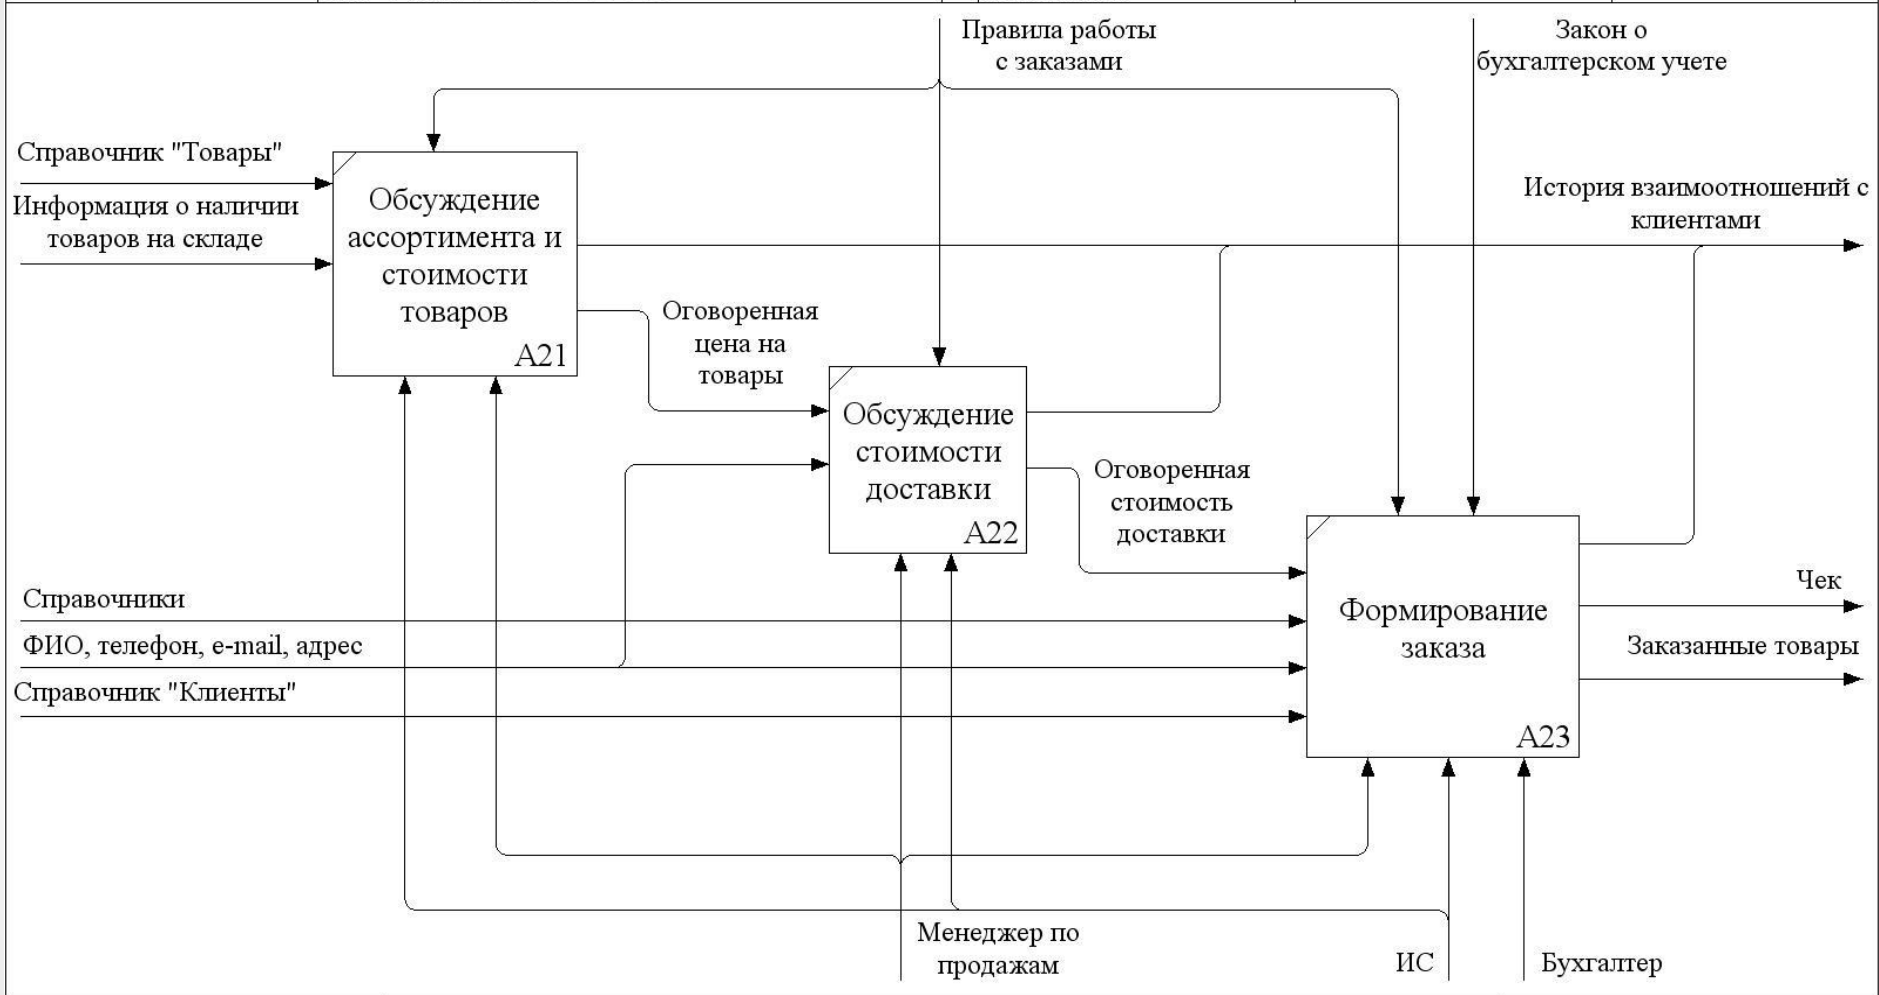 Правила работы
с заказами
Закон о
бухгалтерском учете
Справочник "Товары"
Информация о наличии
товаров на складе
Обсуждение
ассортимента и
стоимости
товаров
A21
История взаимоотношений с
клиентами
Оговоренная
цена на
товары
Обсуждение
стоимости
доставки
A22
Оговоренная
стоимость
доставки
Справочники
ФИО, телефон, e-mail, адрес
Справочник "Клиенты"
Формирование
заказа
A23
Чек
Заказанные товары
Менеджер по
продажам
ИС
Бухгалтер